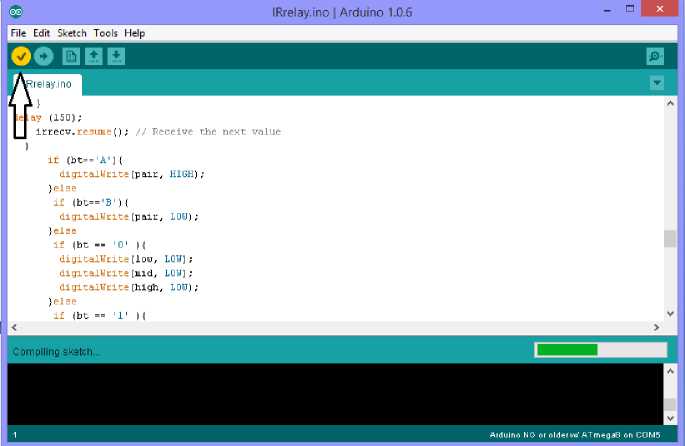 IRrelay.ino | Arduino 1.0.6
File Edit Sketch Tools Help
IRrelay.ino
}
delay (150);
irrecv.resume(); // Receive the next value
}
if (bt=='A'){
digitalWrite(pair, HIGH);
}else
if (bt=='B'){
digitalWrite(pair, LOW);
}else
if (bt == '0' ){
digitalWrite(low, LOW);
digitalWrite(mid, LOW);
digitalWrite(high, LOW);
}else
if (bt == '1' ){
Compiling sketch...
1
Arduino NG or older w/ ATmega8 on COM5